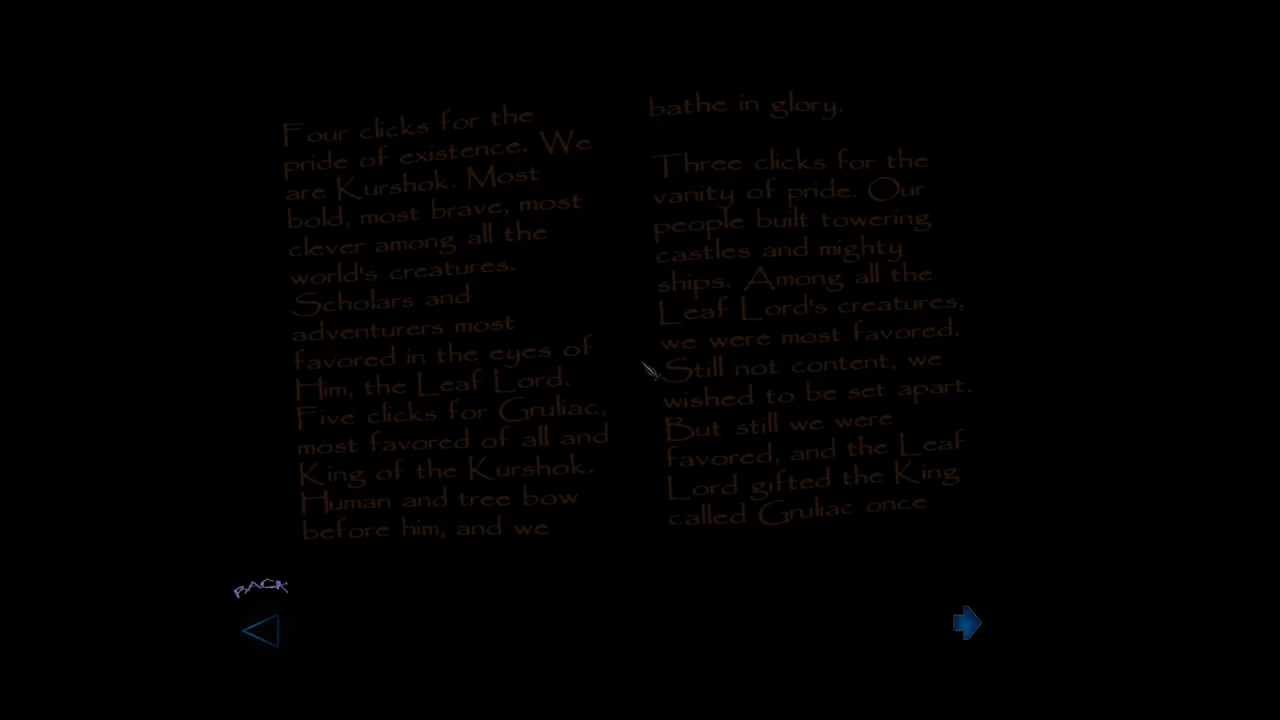 Four clicks for the
pride of existence. We
are Kurshok. Most
bold, most brave, most
clever among all the
world's creatures.
Scholars and
adventurers most
favored in the eyes of
Him, the Leaf Lord.
Five clicks for Gruliac,
most favored of all and
King of the Kurshok.
Human and tree bow
before him, and we
bathe in glory.
Three clicks for the
vanity of pride. Our
people built towering
castles and mighty
ships. Among all the
Leaf Lord's creatures,
we were most favored.
Still not content, we
wished to be set apart.
But still we were
favored, and the Leaf
Lord gifted the King
called Gruliac once
BACK